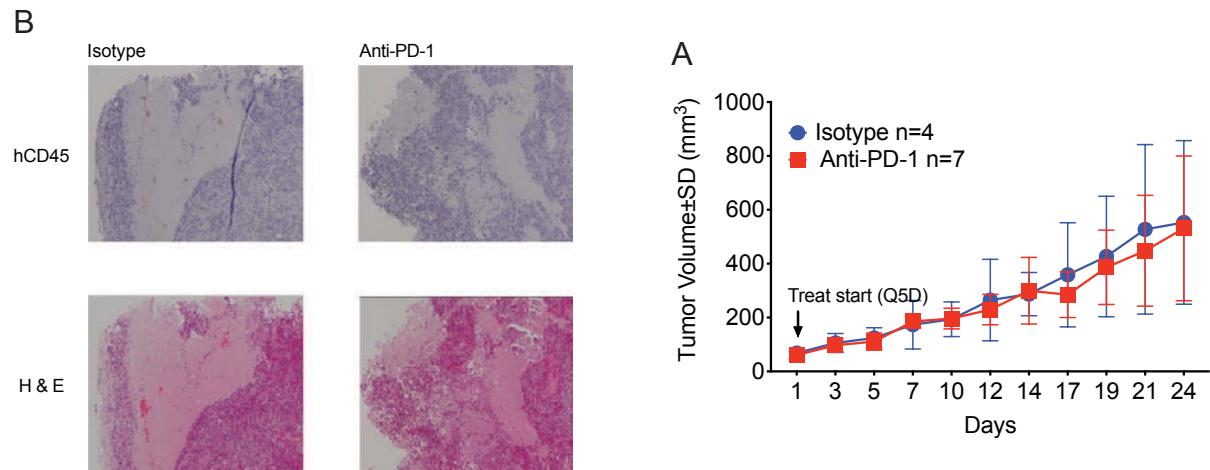 B
Isotype
Anti-PD-1
hCD45
H & E
A
Tumor Volume±SD (mm³)
1000
800
600
400
200
0
Isotype n=4
Anti-PD-1 n=7
Treat start (Q5D)
1 3 5 7 10 12 14 17 19 21 24
Days